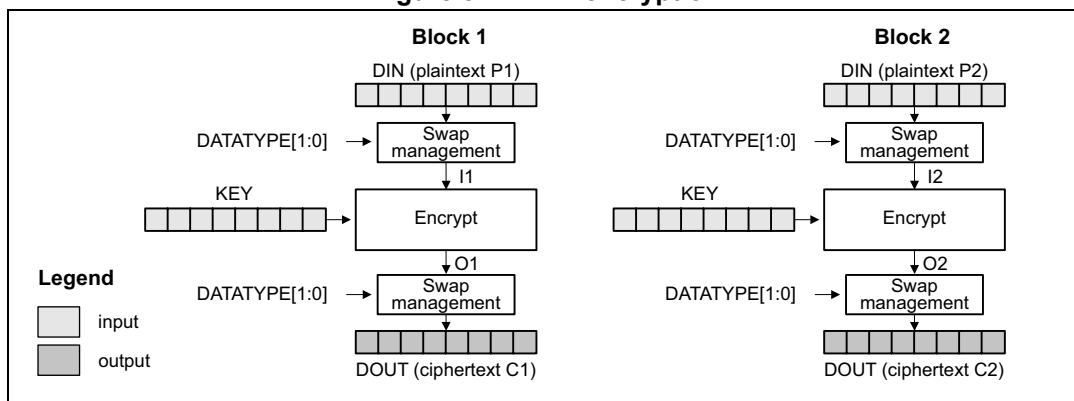 Block 1
DIN (plaintext P1)
DATATYPE[1:0]
Swap
management
I1
KEY
Encrypt
O1
DATATYPE[1:0]
Swap
management
DOUT (ciphertext C1)
Block 2
DIN (plaintext P2)
DATATYPE[1:0]
Swap
management
I2
KEY
Encrypt
O2
DATATYPE[1:0]
Swap
management
DOUT (ciphertext C2)
Legend
input
output